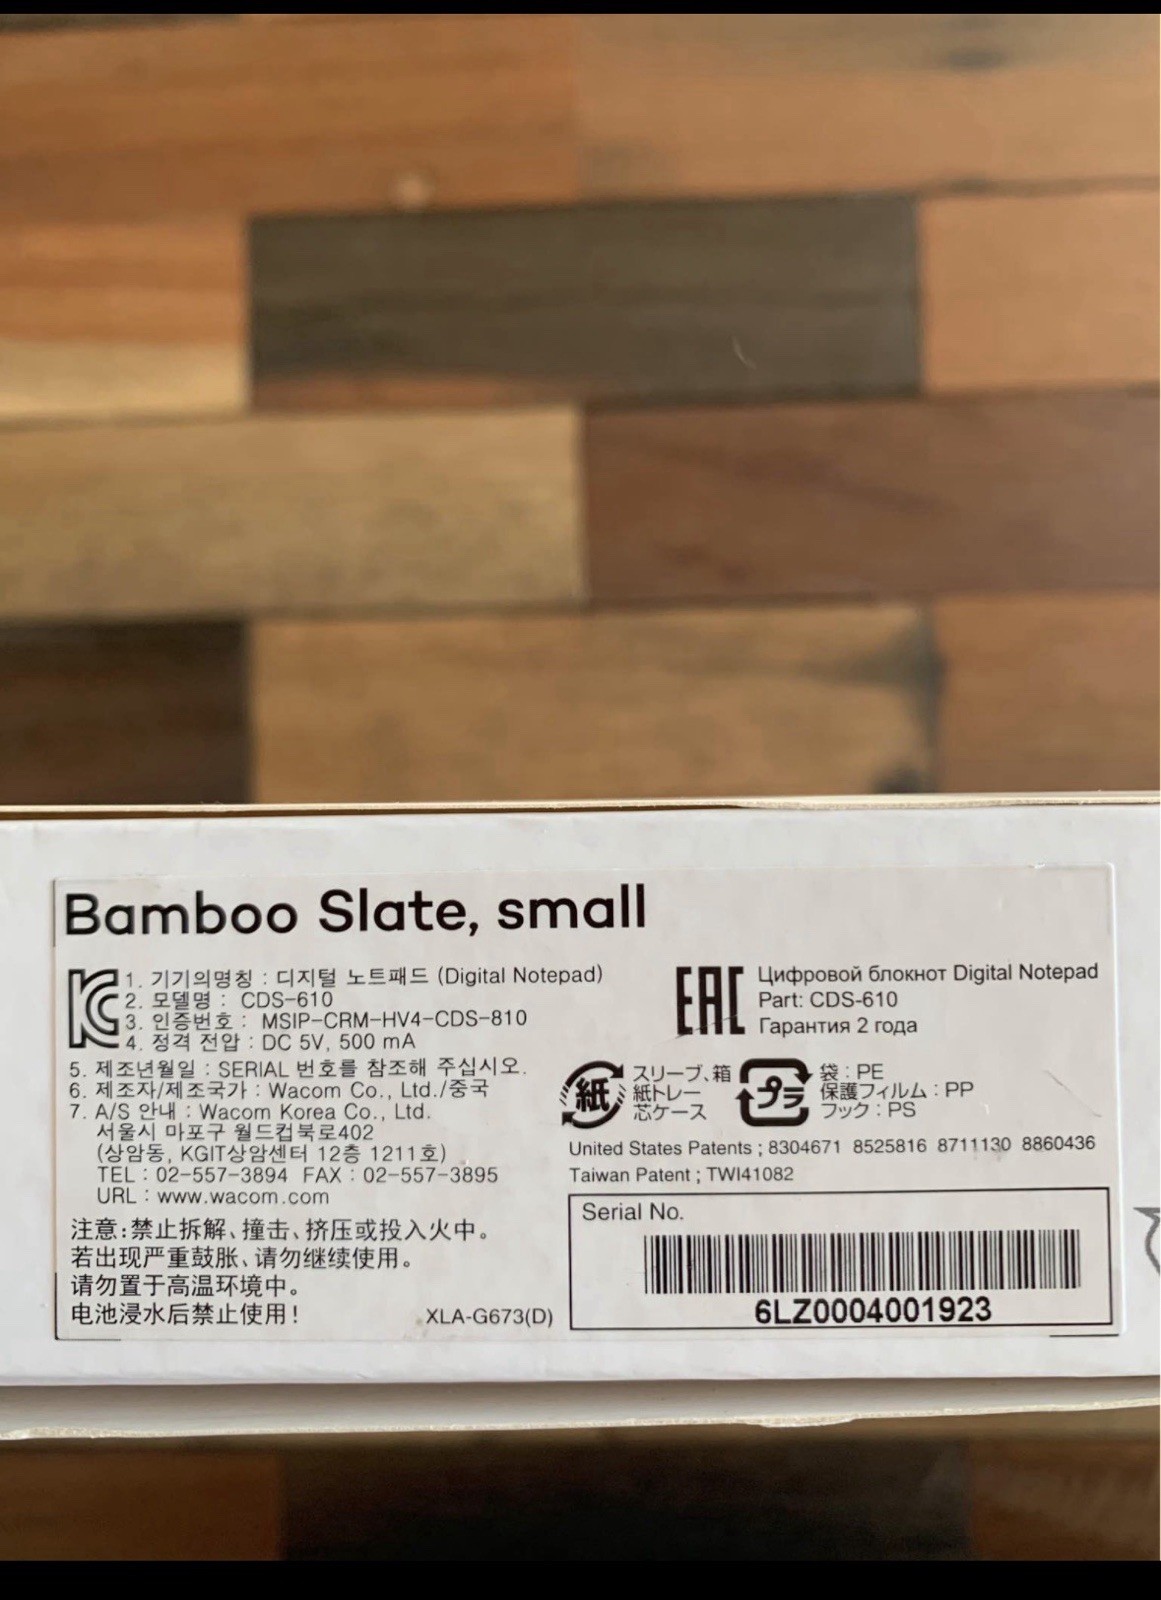 Bamboo Slate, small
1. 기기의명칭 : 디지털 노트패드 (Digital Notepad)
2. 모델명 : CDS-610
3. 인증번호 : MSIP-CRM-HV4-CDS-810
4. 정격 전압 : DC 5V, 500 mA
5. 제조년월일 : SERIAL 번호를 참조해 주십시오.
6. 제조자/제조국가 : Wacom Co., Ltd./중국
7. A/S 안내 : Wacom Korea Co., Ltd.
서울시 마포구 월드컵북로402
(상암동, KGIT상암센터 12층 1211호)
TEL : 02-557-3894 FAX : 02-557-3895
URL : www.wacom.com
注意:禁止拆解、撞击、挤压或投入火中。
若出现严重鼓胀、请勿继续使用。
请勿置于高温环境中。
电池浸水后禁止使用!
XLA-G673(D)
EAC
Цифровой блокнот Digital Notepad
Part: CDS-610
Гарантия 2 года
紙
スリーブ、箱
紙トレー
芯ケース
プラ
袋 : PE
保護フィルム : PP
フック : PS
United States Patents ; 8304671 8525816 8711130 8860436
Taiwan Patent ; TWI41082
Serial No.
6LZ0004001923